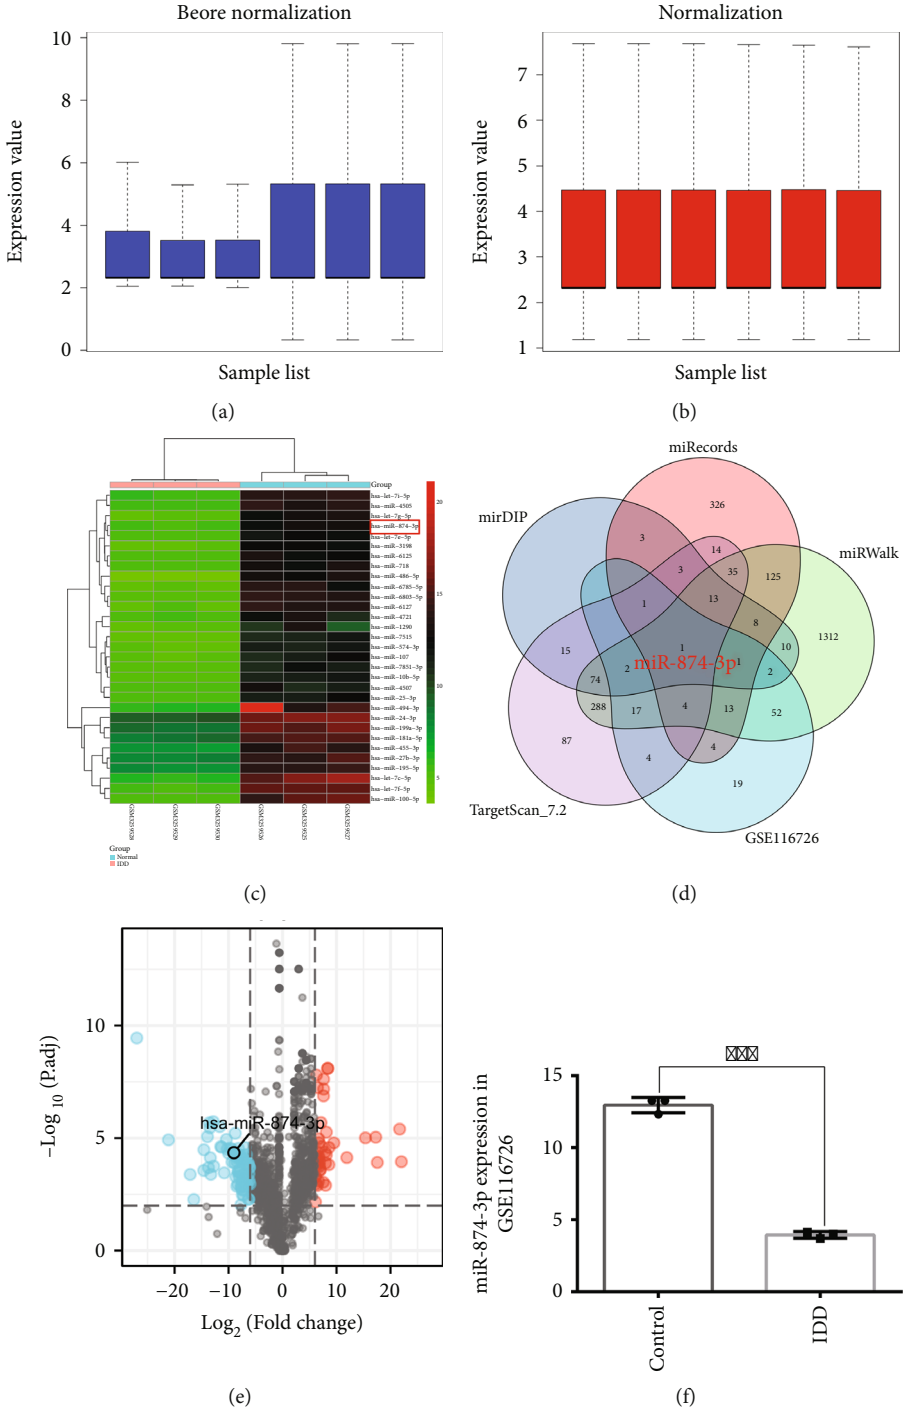 Beore normalization
Normalization
Expression value
10
8
6
4
2
0
Sample list
(a)
Expression value
7
6
5
4
3
2
1
Sample list
(b)
Group
hsa-let-7i-5p
hsa-miR-4505
hsa-let-7g-5p
hsa-miR-874-3p
hsa-let-7e-5p
hsa-miR-3198
hsa-miR-6125
hsa-miR-718
hsa-miR-486-5p
hsa-miR-6785-5p
hsa-miR-6803-5p
hsa-miR-6127
hsa-miR-4721
hsa-miR-1290
hsa-miR-7515
hsa-miR-574-3p
hsa-miR-107
hsa-miR-7851-3p
hsa-miR-10b-5p
hsa-miR-4507
hsa-miR-25-3p
hsa-miR-494-3p
hsa-miR-24-3p
hsa-miR-199a-3p
hsa-miR-181a-5p
hsa-miR-455-3p
hsa-miR-27b-3p
hsa-miR-195-5p
hsa-let-7c-5p
hsa-let-7f-5p
hsa-miR-100-5p
20
15
10
5
GSM3259528
GSM3259529
GSM3259530
GSM3259526
GSM3259525
GSM3259527
Group
Normal
IDD
(c)
miRecords
mirDIP
miRWalk
TargetScan_7.2
GSE116726
326
3
14
3
35
125
13
1
8
1312
10
15
1
1
2
2
74
288
17
4
13
52
87
4
4
19
miR-874-3p
(d)
−Log 10 (P.adj)
10
5
0
hsa-miR-874-3p
−20
−10
0
10
20
Log2 (Fold change)
(e)
miR-874-3p expression in
GSE116726
15
10
5
0
Control
IDD
(f)